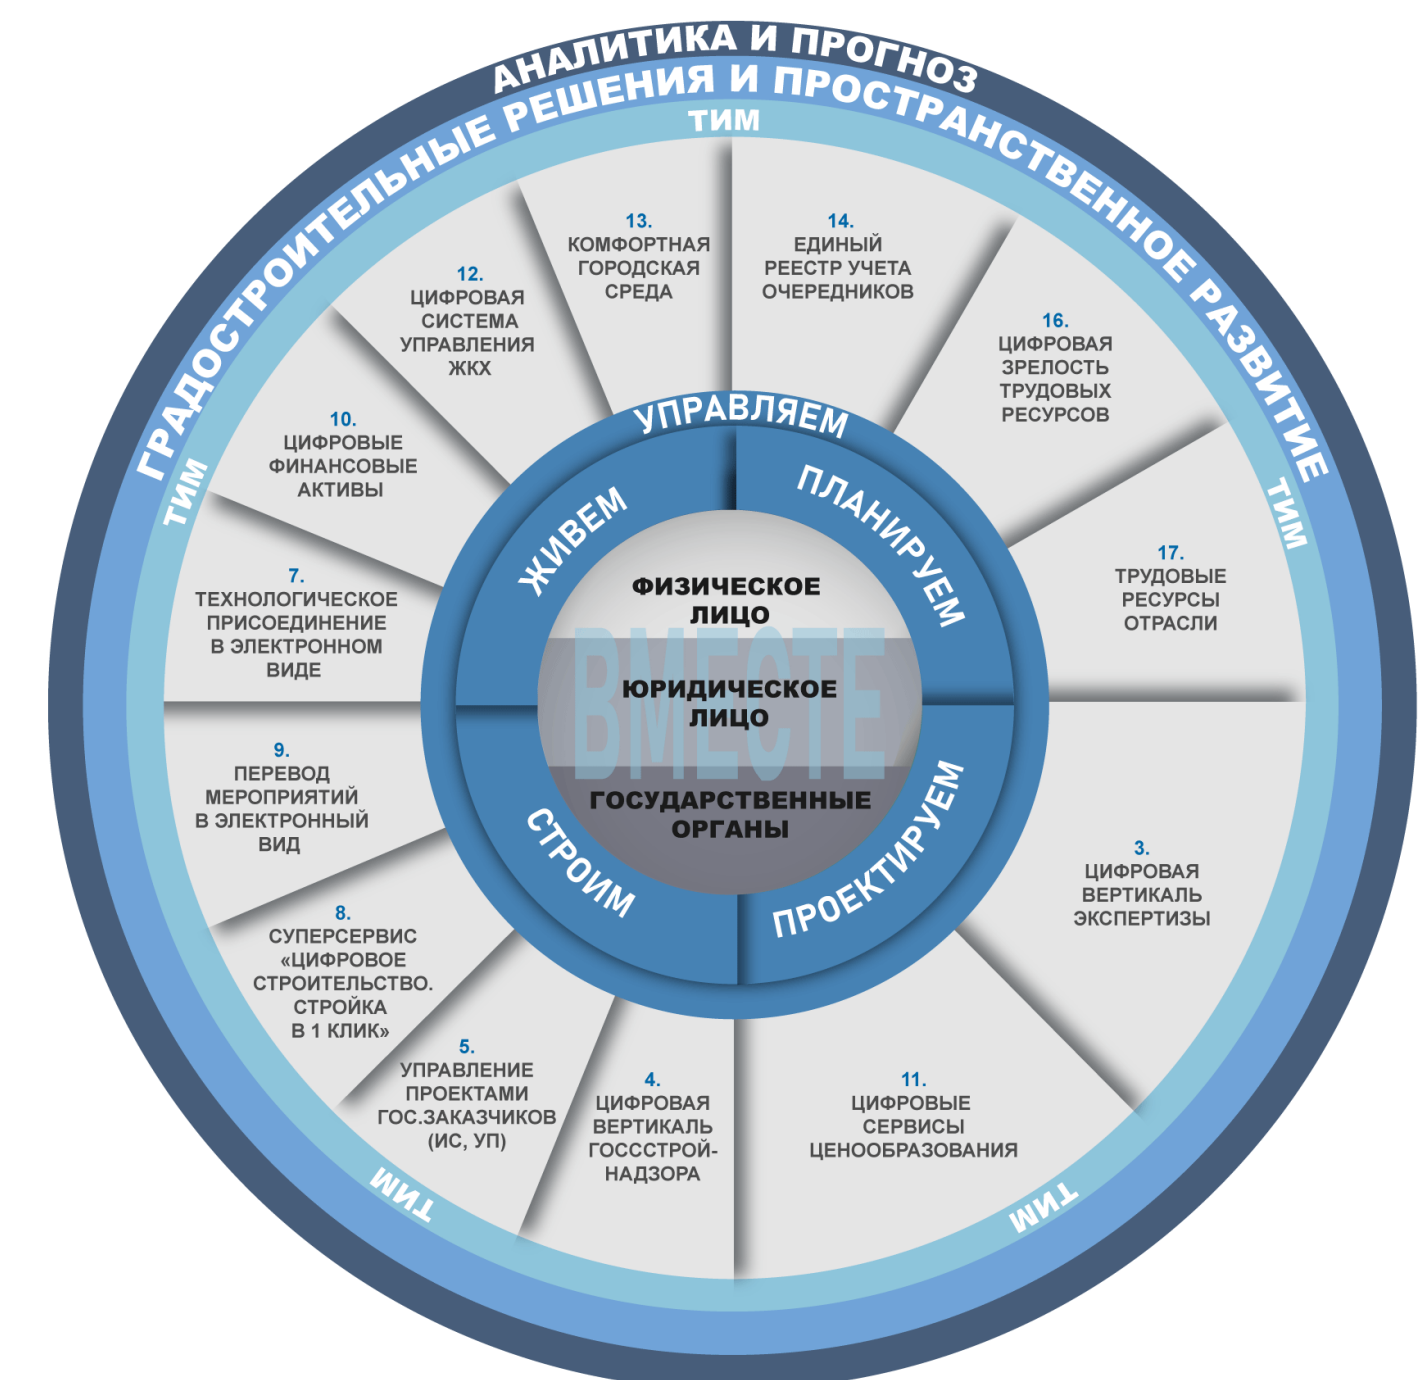 АНАЛИТИКА И ПРОГНОЗ
ГРАДОСТРОИТЕЛЬНЫЕ РЕШЕНИЯ И ПРОСТРАНСТВЕННОЕ РАЗВИТИЕ
ТИМ
13.
КОМФОРТНАЯ
ГОРОДСКАЯ
СРЕДА
14.
ЕДИНЫЙ
РЕЕСТР УЧЕТА
ОЧЕРЕДНИКОВ
12.
ЦИФРОВАЯ
СИСТЕМА
УПРАВЛЕНИЯ
ЖКХ
16.
ЦИФРОВАЯ
ЗРЕЛОСТЬ
ТРУДОВЫХ
РЕСУРСОВ
10.
ЦИФРОВЫЕ
ФИНАНСОВЫЕ
АКТИВЫ
ТИМ
ТИМ
7.
ТЕХНОЛОГИЧЕСКОЕ
ПРИСОЕДИНЕНИЕ
В ЭЛЕКТРОННОМ
ВИДЕ
17.
ТРУДОВЫЕ
РЕСУРСЫ
ОТРАСЛИ
УПРАВЛЯЕМ
ЖИВЕМ
ПЛАНИРУЕМ
ФИЗИЧЕСКОЕ
ЛИЦО
ВМЕСТЕ
ЮРИДИЧЕСКОЕ
ЛИЦО
ГОСУДАРСТВЕННЫЕ
ОРГАНЫ
СТРОИМ
ПРОЕКТИРУЕМ
9.
ПЕРЕВОД
МЕРОПРИЯТИЙ
В ЭЛЕКТРОННЫЙ
ВИД
3.
ЦИФРОВАЯ
ВЕРТИКАЛЬ
ЭКСПЕРТИЗЫ
8.
СУПЕРСЕРВИС
«ЦИФРОВОЕ
СТРОИТЕЛЬСТВО.
СТРОЙКА
В 1 КЛИК»
5.
УПРАВЛЕНИЕ
ПРОЕКТАМИ
ГОС.ЗАКАЗЧИКОВ
(ИС, УП)
4.
ЦИФРОВАЯ
ВЕРТИКАЛЬ
ГОССТРОЙ-
НАДЗОРА
11.
ЦИФРОВЫЕ
СЕРВИСЫ
ЦЕНООБРАЗОВАНИЯ
ТИМ
ТИМ